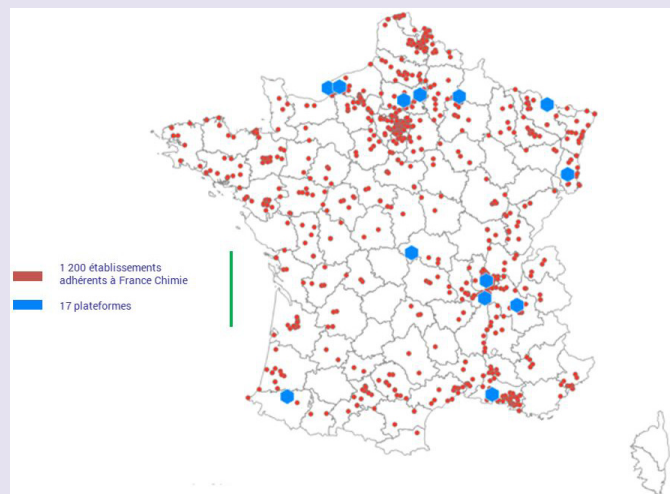 1 200 établissements
adhérents à France Chimie
17 plateformes